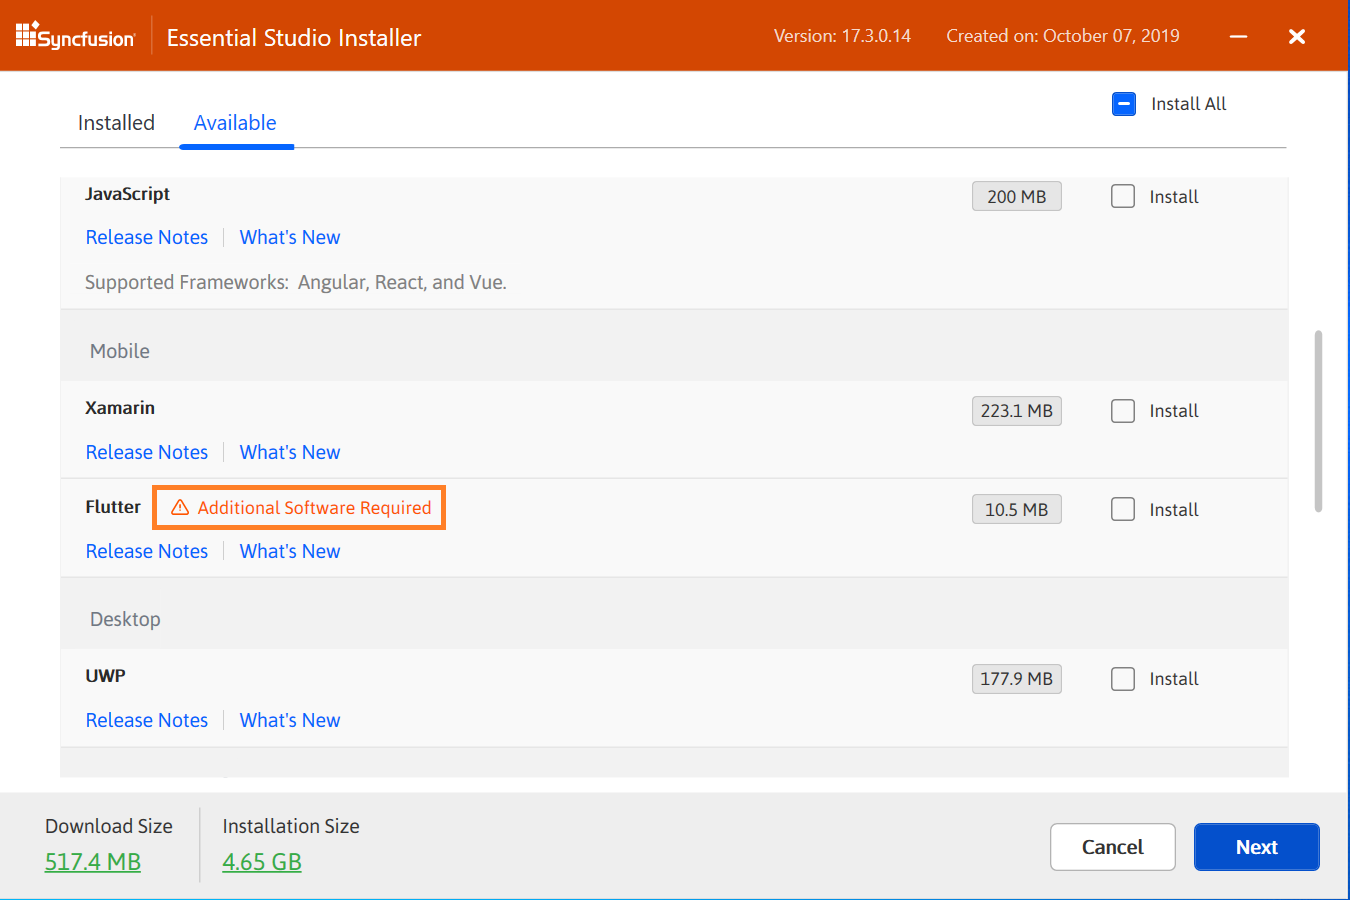 Syncfusion Essential Studio Installer Version: 17.3.0.14 Created on: October 07, 2019
Install All
Installed Available
JavaScript 200 MB Install
Release Notes What's New
Supported Frameworks: Angular, React, and Vue.
Mobile
Xamarin 223.1 MB Install
Release Notes What's New
Flutter Additional Software Required 10.5 MB Install
Release Notes What's New
Desktop
UWP 177.9 MB Install
Release Notes What's New
Download Size Installation Size
517.4 MB 4.65 GB
Cancel Next